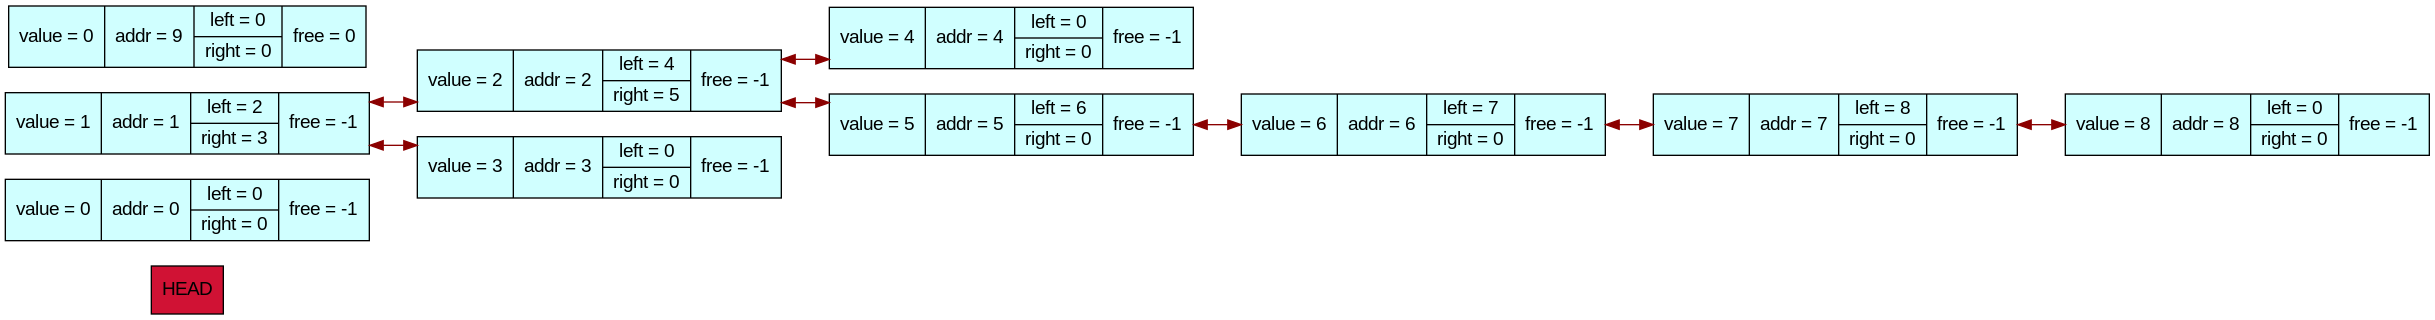 value = 0 addr = 9 left = 0 right = 0 free = 0
value = 1 addr = 1 left = 2 right = 3 free = -1
value = 0 addr = 0 left = 0 right = 0 free = -1
HEAD
value = 2 addr = 2 left = 4 right = 5 free = -1
value = 3 addr = 3 left = 0 right = 0 free = -1
value = 4 addr = 4 left = 0 right = 0 free = -1
value = 5 addr = 5 left = 6 right = 0 free = -1
value = 6 addr = 6 left = 7 right = 0 free = -1
value = 7 addr = 7 left = 8 right = 0 free = -1
value = 8 addr = 8 left = 0 right = 0 free = -1